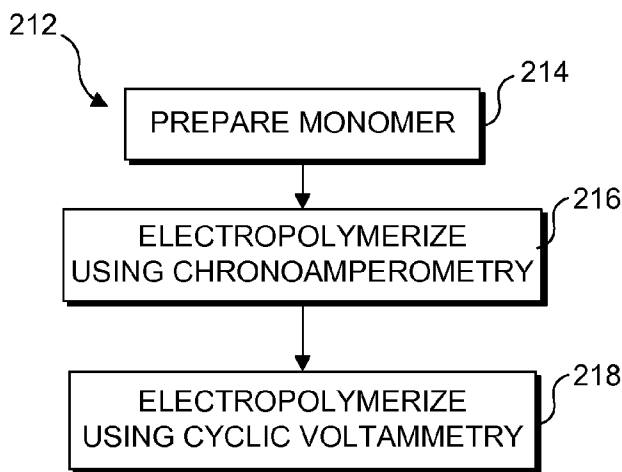 212
214
PREPARE MONOMER
216
ELECTROPOLYMERIZE
USING CHRONOAMPEROMETRY
218
ELECTROPOLYMERIZE
USING CYCLIC VOLTAMMETRY